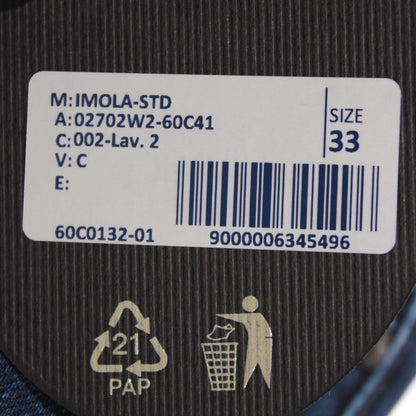 M: IMOLA-STD
A: 02702W2-60C41
C: 002-Lav. 2
V: C
E:
SIZE
33
60C0132-01
9000006345496
21
PAP